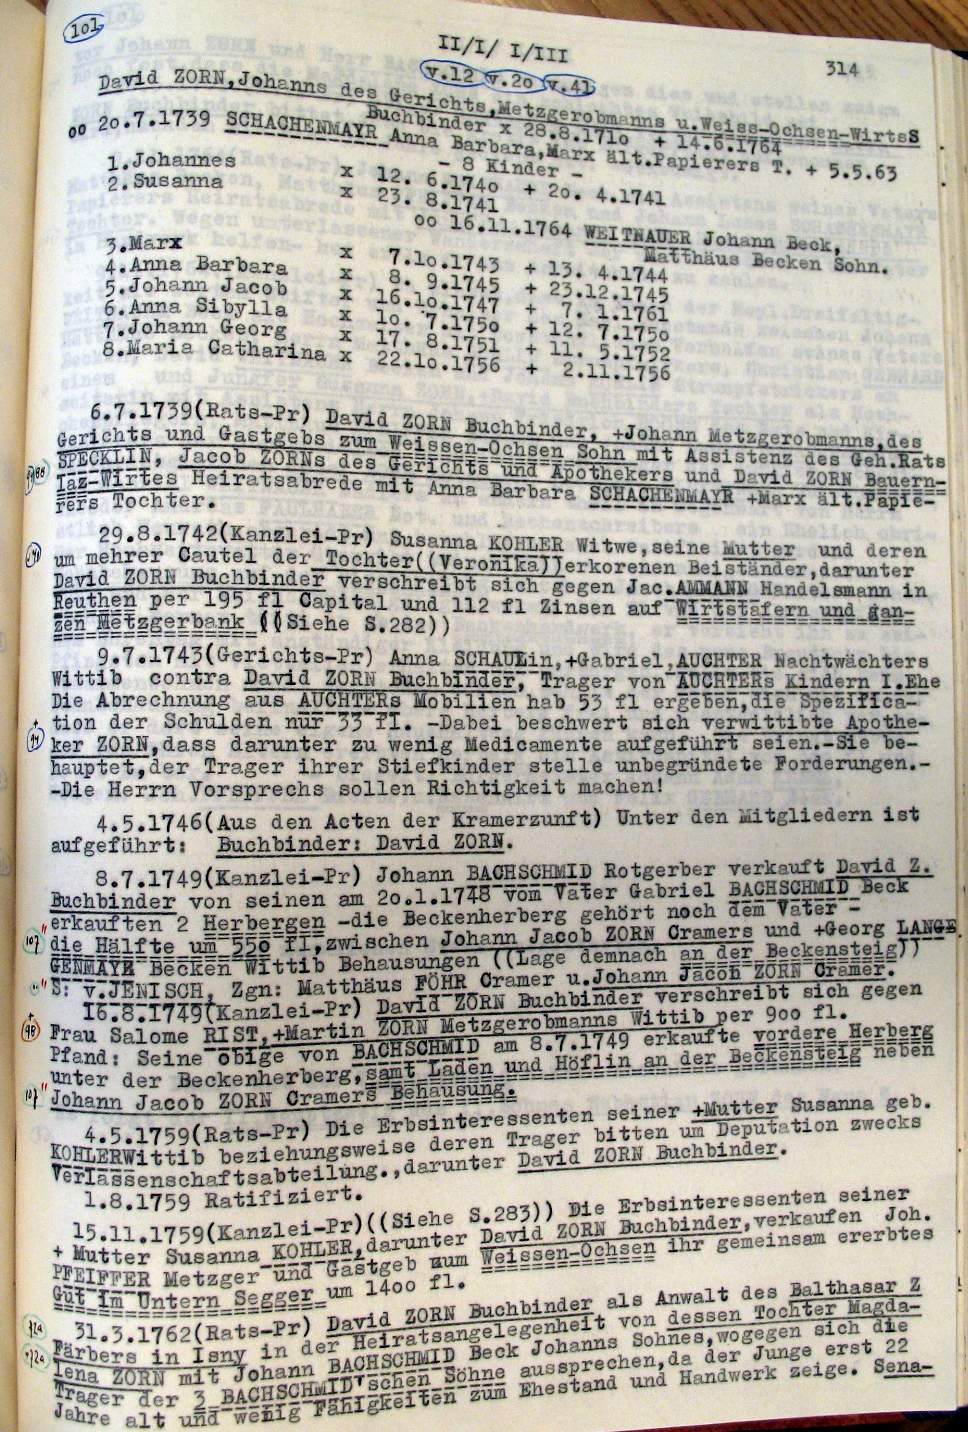 101
II/I/ I/III
314
v.12 v.20 v.41
David ZORN,Johanns des Gerichts,Metzgerobmanns u.Weiss-Ochsen-WirtsS
Buchbinder x 28.8.1710 + 14.6.1764
oo 20.7.1739 SCHACHENMAYR Anna Barbara,Marx ält.Papierers T. + 5.5.63
- 8 Kinder -
1.Johannes x 12. 6.1740 + 20. 4.1741
2.Susanna x 23. 8.1741
oo 16.11.1764 WEITNAUER Johann Beck,
Matthäus Becken Sohn.
3.Marx x 7.10.1743 + 13. 4.1744
4.Anna Barbara x 8. 9.1745 + 23.12.1745
5.Johann Jacob x 16.10.1747 + 7. 1.1761
6.Anna Sibylla x 10. 7.1750 + 12. 7.1750
7.Johann Georg x 17. 8.1751 + 11. 5.1752
8.Maria Catharina x 22.10.1756 + 2.11.1756
6.7.1739(Rats-Pr) David ZORN Buchbinder, +Johann Metzgerobmanns,des
Gerichts und Gastgebs zum Weissen-Ochsen Sohn mit Assistenz des Geh.Rats
SPECKLIN, Jacob ZORNs des Gerichts und Apothekers und David ZORN Bauern-
Taz-Wirtes Heiratsabrede mit Anna Barbara SCHACHENMAYR +Marx ält.Papie-
rers Tochter.
29.8.1742(Kanzlei-Pr) Susanna KOHLER Witwe,seine Mutter und deren
um mehrer Cautel der Tochter((Veronika))erkorenen Beiständer,darunter
David ZORN Buchbinder verschreibt sich gegen Jac.AMMANN Handelsmann in
Reuthen per 195 fl Capital und 112 fl Zinsen auf Wirtstafern und gan-
zen Metzgerbank ((Siehe S.282))
9.7.1743(Gerichts-Pr) Anna SCHAULin,+Gabriel,AUCHTER Nachtwächters
Wittib contra David ZORN Buchbinder, Trager von AUCHTERs Kindern I.Ehe
Die Abrechnung aus AUCHTERs Mobilien hab 53 fl ergeben,die Spezifica-
tion der Schulden nur 33 fl. -Dabei beschwert sich verwittibte Apothe-
ker ZORN,dass darunter zu wenig Medicamente aufgeführt seien.-Sie be-
hauptet,der Trager ihrer Stiefkinder stelle unbegründete Forderungen.-
-Die Herrn Vorsprechs sollen Richtigkeit machen!
4.5.1746(Aus den Acten der Kramerzunft) Unter den Mitgliedern ist
aufgeführt: Buchbinder: David ZORN.
8.7.1749(Kanzlei-Pr) Johann BACHSCHMID Rotgerber verkauft David Z.
Buchbinder von seinen am 20.1.1748 vom Vater Gabriel BACHSCHMID Beck
erkauften 2 Herbergen -die Beckenherberg gehört noch dem Vater -
107" die Hälfte um 550 fl,zwischen Johann Jacob ZORN Cramers und +Georg LANGE
GENMAYR Becken Wittib Behausungen ((Lage demnach an der Beckensteig))
S: v.JENISCH, Zgn: Matthäus FÖHR Cramer u.Johann Jacob ZORN Cramer.
16.8.1749(Kanzlei-Pr) David ZORN Buchbinder verschreibt sich gegen
98 Frau Salome RIST,+Martin ZORN Metzgerobmanns Wittib per 900 fl.
Pfand: Seine obige von BACHSCHMID am 8.7.1749 erkaufte vordere Herberg
unter der Beckenherberg,samt Laden und Höflin an der Beckensteig neben
107" Johann Jacob ZORN Cramers Behausung.
4.5.1759(Rats-Pr) Die Erbsinteressenten seiner +Mutter Susanna geb.
KOHLERWittib beziehungsweise deren Trager bitten um Deputation zwecks
Verlassenschaftsabteilung.,darunter David ZORN Buchbinder.
1.8.1759 Ratifiziert.
15.11.1759(Kanzlei-Pr)((Siehe S.283)) Die Erbsinteressenten seiner
+ Mutter Susanna KOHLER,darunter David ZORN Buchbinder,verkaufen Joh.
PFEIFFER Metzger und Gastgeb zum Weissen-Ochsen ihr gemeinsam ererbtes
Gut im Untern Segger um 1400 fl.
31.3.1762(Rats-Pr) David ZORN Buchbinder als Anwalt des Balthasar Z
Färbers in Isny in der Heiratsangelegenheit von dessen Tochter Magda-
lena ZORN mit Johann BACHSCHMID Beck Johanns Sohnes,wogegen sich die
Trager der 3 BACHSCHMID'schen Söhne aussprechen,da der Junge erst 22
Jahre alt und wenig Fähigkeiten zum Ehestand und Handwerk zeige. Sena-